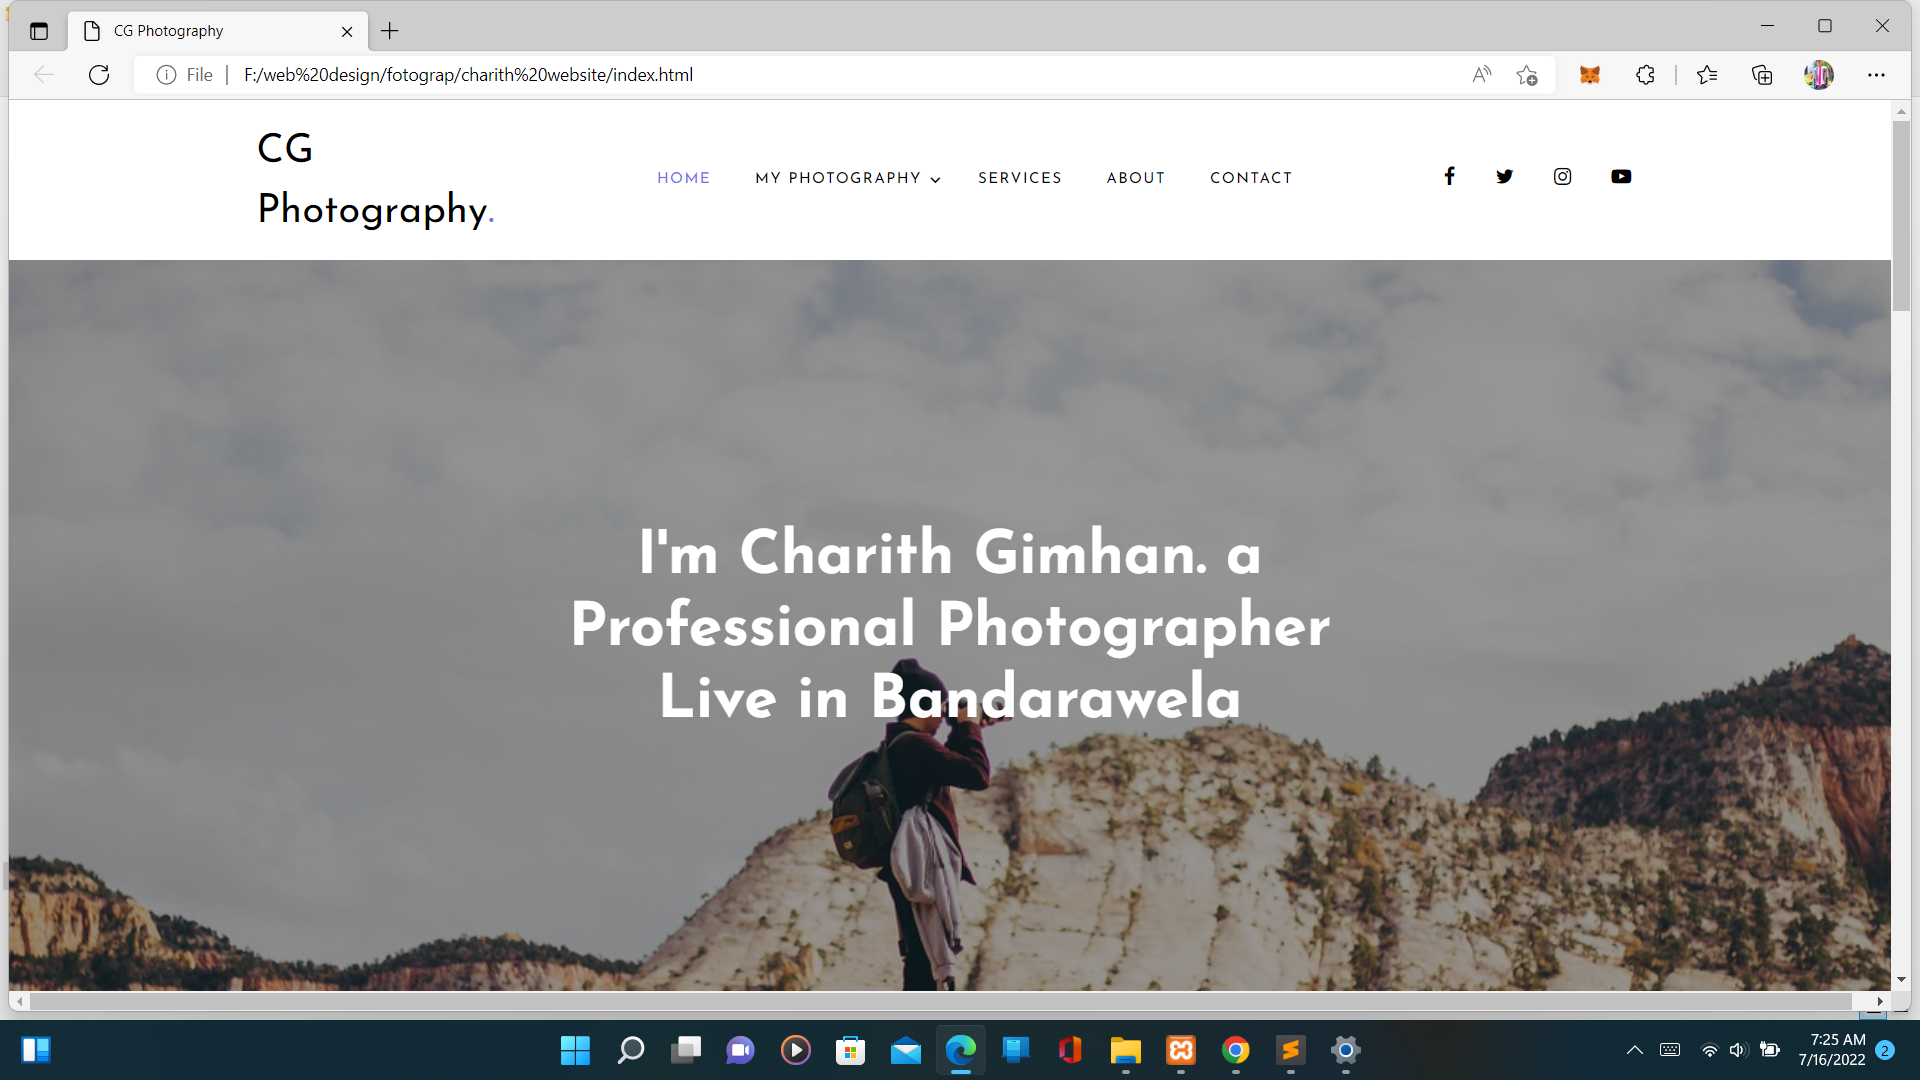 CG Photography
File
F:/web%20design/fotograp/charith%20website/index.html
CG
Photography.
HOME
MY PHOTOGRAPHY
SERVICES
ABOUT
CONTACT
I'm Charith Gimhan. a
Professional Photographer
Live in Bandarawela
7:25 AM
7/16/2022
2